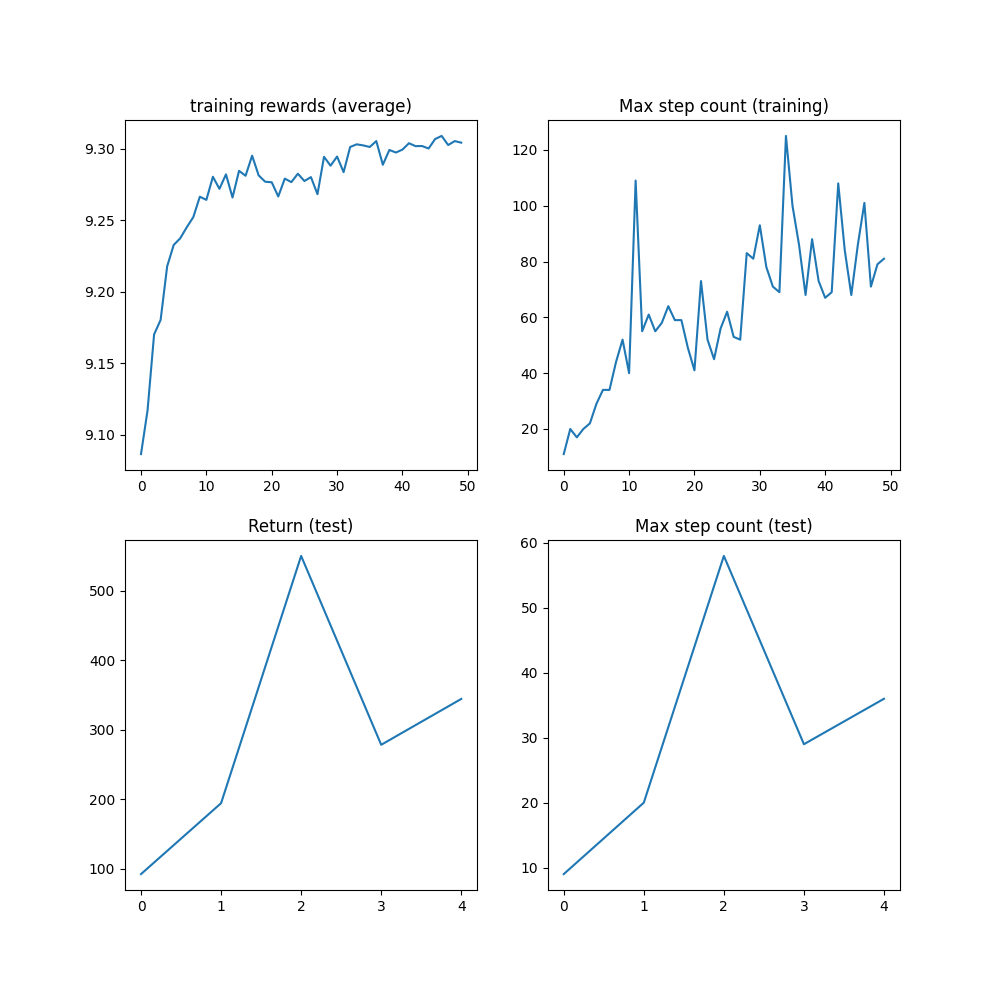 training rewards (average)
9.30
9.25
9.20
9.15
9.10
0 10 20 30 40 50
Max step count (training)
120
100
80
60
40
20
0 10 20 30 40 50
Return (test)
500
400
300
200
100
0 1 2 3 4
Max step count (test)
60
50
40
30
20
10
0 1 2 3 4